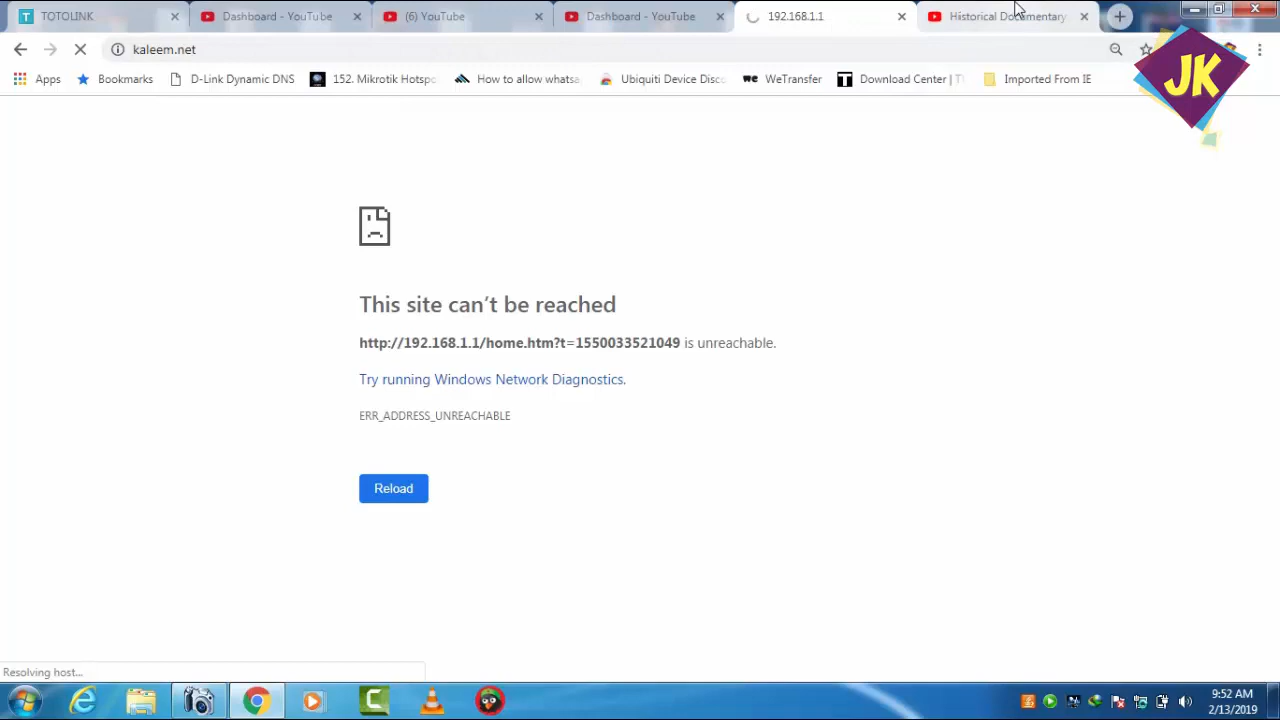 TOTOLINK
Dashboard - YouTube
(6) YouTube
Dashboard - YouTube
192.168.1.1
Historical Documentary
kaleem.net
Apps
Bookmarks
D-Link Dynamic DNS
152. Mikrotik Hotspo
How to allow whatsa
Ubiquiti Device Disco
we
WeTransfer
Download Center | T
Imported From IE
JK
This site can't be reached
http://192.168.1.1/home.htm?t=1550033521049 is unreachable.
Try running Windows Network Diagnostics.
ERR_ADDRESS_UNREACHABLE
Reload
Resolving host...
9:52 AM
2/13/2019